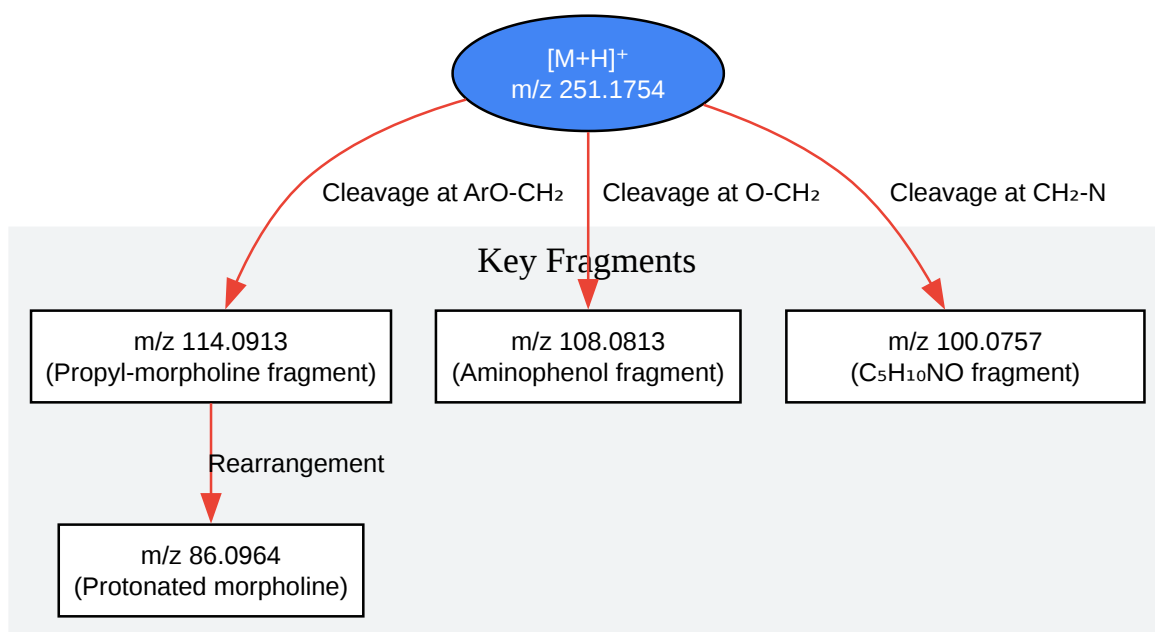 [M+H]⁺
m/z 251.1754
Cleavage at ArO-CH₂
Cleavage at O-CH₂
Cleavage at CH₂-N
Key Fragments
m/z 114.0913
(Propyl-morpholine fragment)
m/z 108.0813
(Aminophenol fragment)
m/z 100.0757
(C₅H₁₀NO fragment)
Rearrangement
m/z 86.0964
(Protonated morpholine)